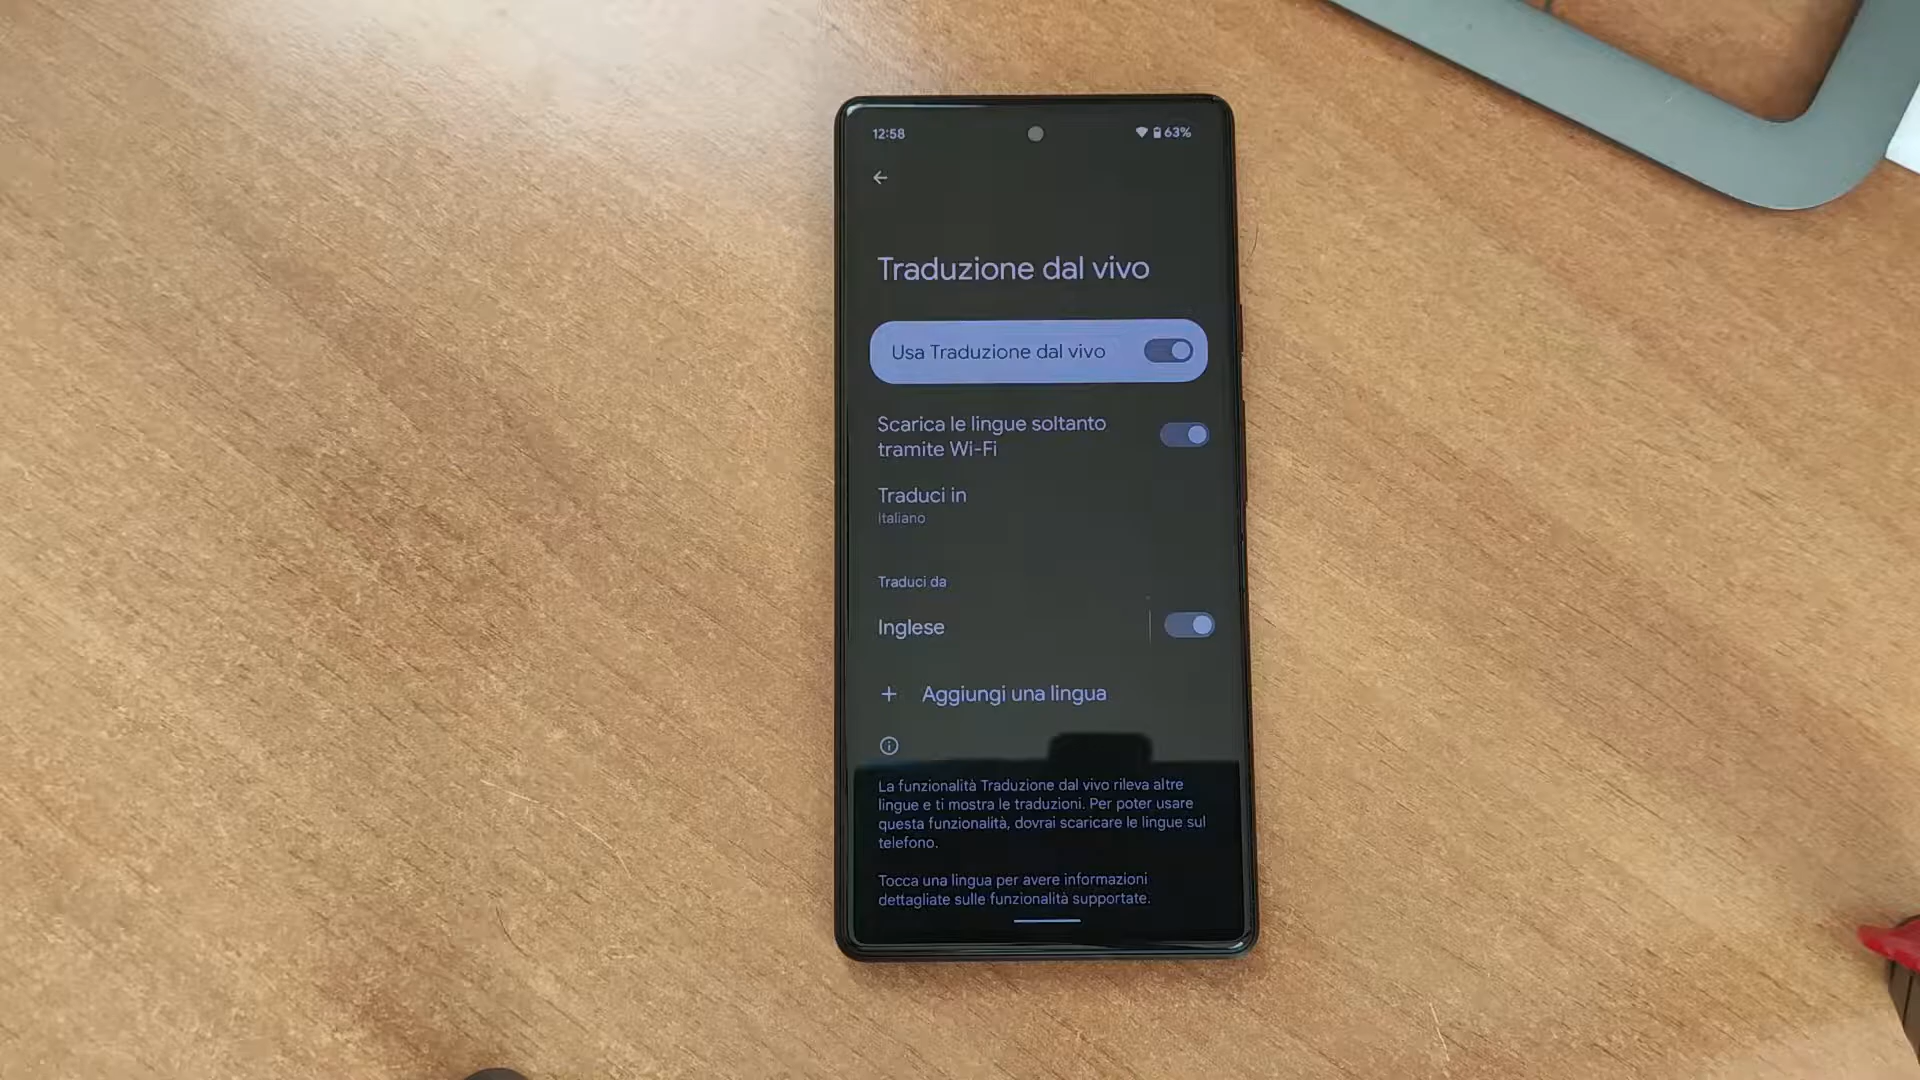 12:58
63%
Traduzione dal vivo
Usa Traduzione dal vivo
Scarica le lingue soltanto
tramite Wi-Fi
Traduci in
Italiano
Traduci da
Inglese
+ Aggiungi una lingua
La funzionalità Traduzione dal vivo rileva altre
lingue e ti mostra le traduzioni. Per poter usare
questa funzionalità, dovrai scaricare le lingue sul
telefono.
Tocca una lingua per avere informazioni
dettagliate sulle funzionalità supportate.